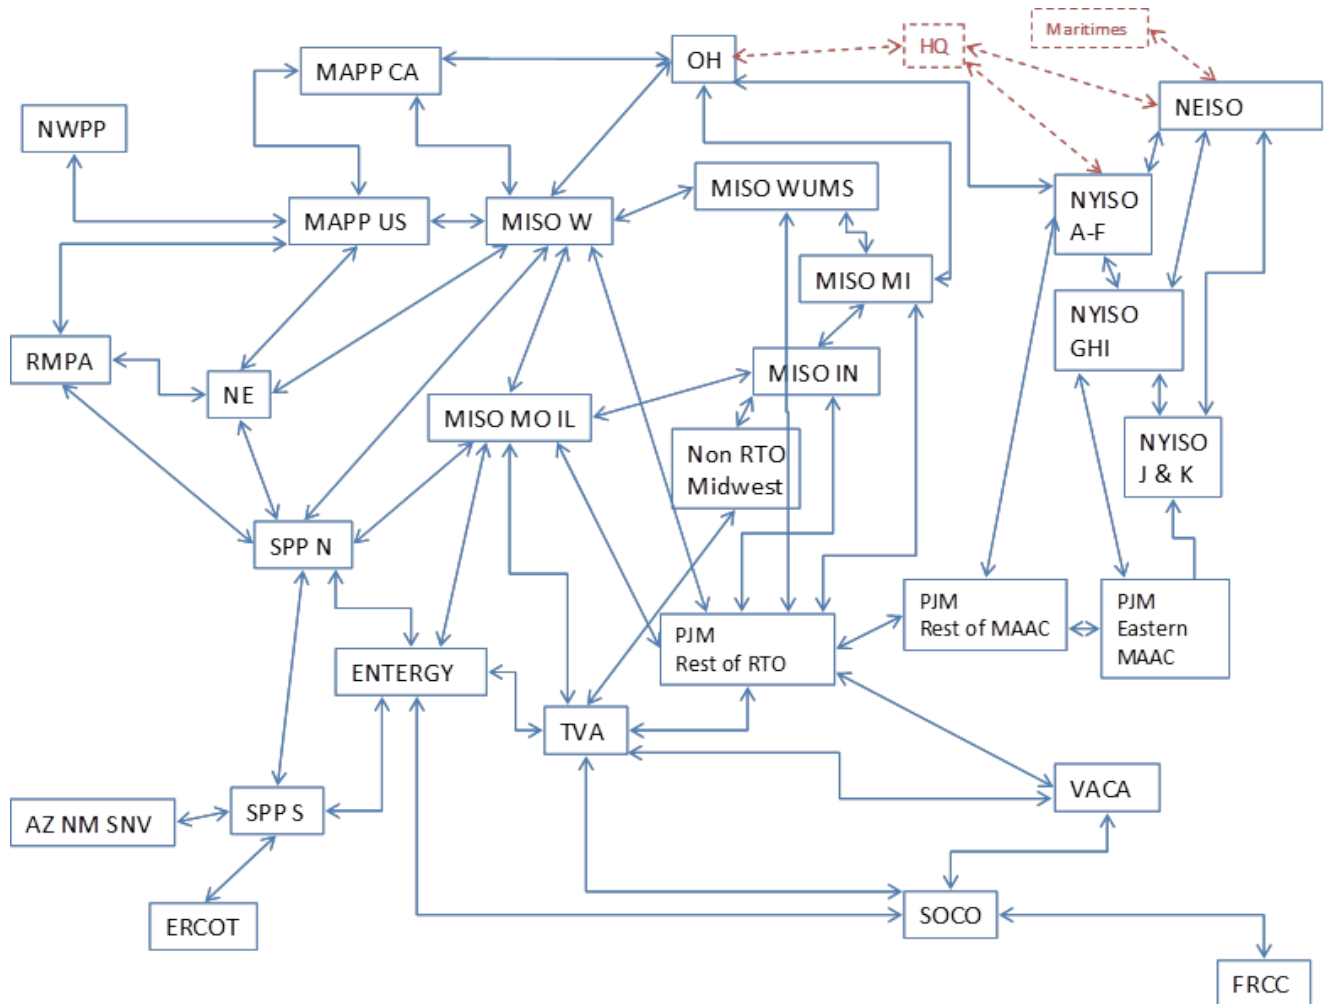 Maritimes
HQ
OH
MAPP CA
NEISO
NWPP
MISO WUMS
NYISO
A-F
MAPP US
MISO W
MISO MI
NYISO
GHI
RMPA
MISO IN
NE
MISO MO IL
Non RTO
Midwest
NYISO
J & K
SPP N
PJM
Rest of MAAC
PJM
Eastern
MAAC
PJM
Rest of RTO
ENTERGY
TVA
VACA
SPP S
AZ NM SNV
SOCO
ERCOT
FRCC